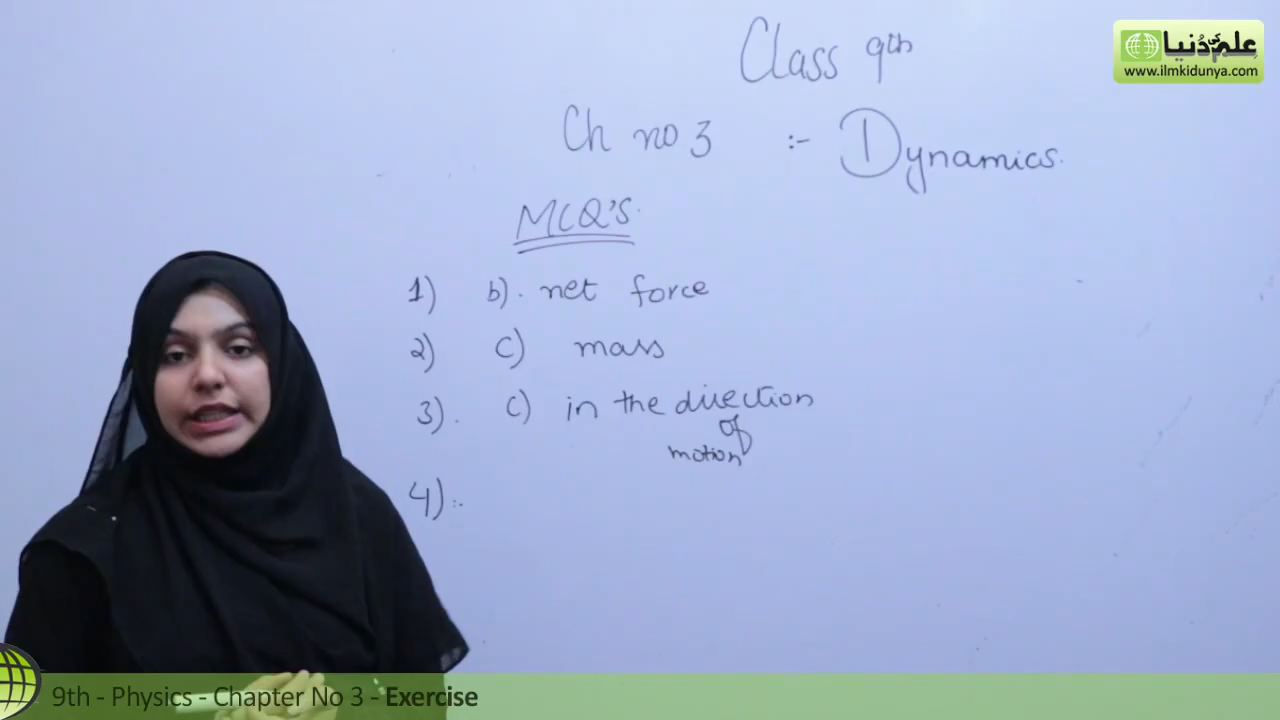 علم کی دُنیا
www.ilmkidunya.com
Class 9th
Ch no 3 :- Dynamics.
MCQ'S.
1) b). net force
2) c) mass
3). c) in the direction
of
motion
4):-
9th - Physics - Chapter No 3 - Exercise